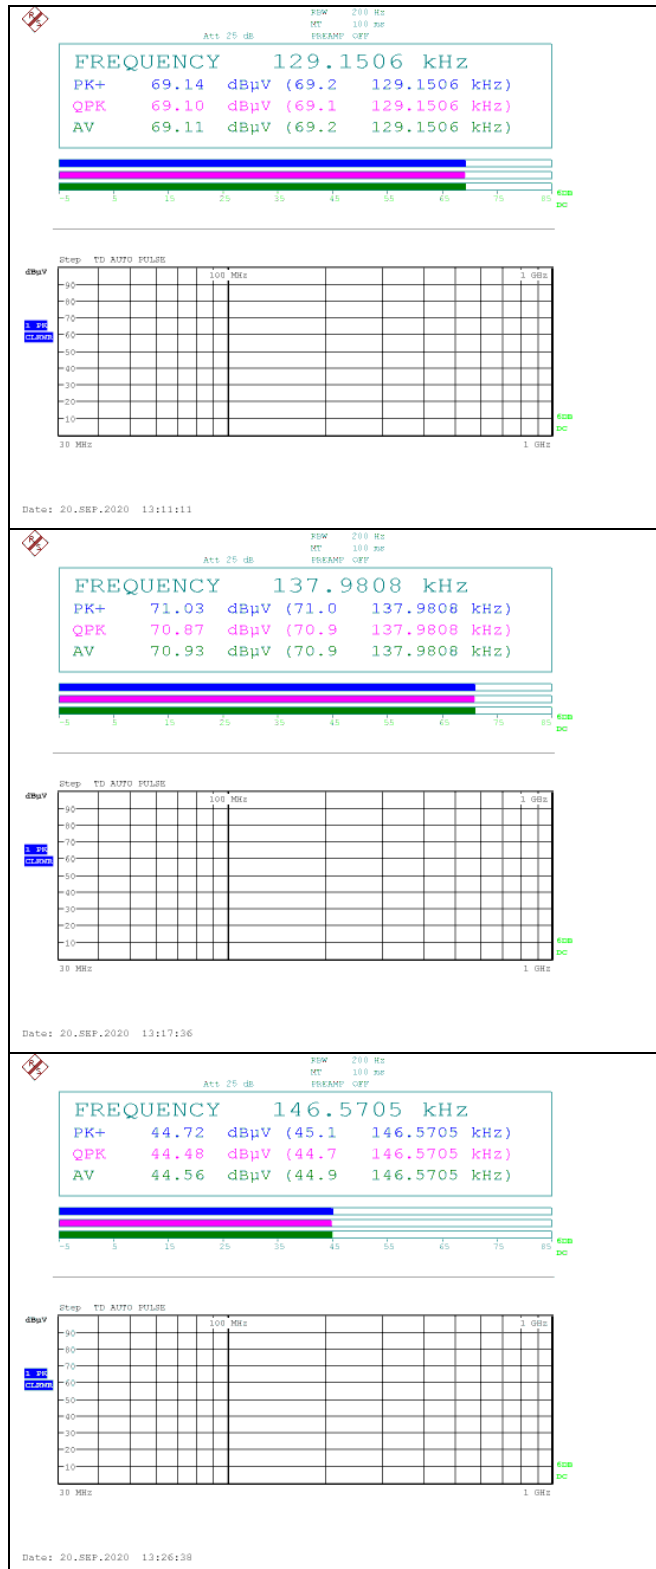 RBW 200 Hz
MT 100 ms
Att 25 dB PREAMP OFF
FREQUENCY 129.1506 kHz
PK+ 69.14 dBµV (69.2 129.1506 kHz)
QPK 69.10 dBµV (69.1 129.1506 kHz)
AV 69.11 dBµV (69.2 129.1506 kHz)
-5 5 15 25 35 45 55 65 75 85
6DB
DC
Step TD AUTO PULSE
dBµV
100 MHz 1 GHz
90
80
70
1 PK
60
CLRWR
50
40
30
20
10
6DB
DC
30 MHz 1 GHz
Date: 20.SEP.2020 13:11:11
RBW 200 Hz
MT 100 ms
Att 25 dB PREAMP OFF
FREQUENCY 137.9808 kHz
PK+ 71.03 dBµV (71.0 137.9808 kHz)
QPK 70.87 dBµV (70.9 137.9808 kHz)
AV 70.93 dBµV (70.9 137.9808 kHz)
-5 5 15 25 35 45 55 65 75 85
6DB
DC
Step TD AUTO PULSE
dBµV
100 MHz 1 GHz
90
80
70
1 PK
60
CLRWR
50
40
30
20
10
6DB
DC
30 MHz 1 GHz
Date: 20.SEP.2020 13:17:36
RBW 200 Hz
MT 100 ms
Att 25 dB PREAMP OFF
FREQUENCY 146.5705 kHz
PK+ 44.72 dBµV (45.1 146.5705 kHz)
QPK 44.48 dBµV (44.7 146.5705 kHz)
AV 44.56 dBµV (44.9 146.5705 kHz)
-5 5 15 25 35 45 55 65 75 85
6DB
DC
Step TD AUTO PULSE
dBµV
100 MHz 1 GHz
90
80
70
1 PK
60
CLRWR
50
40
30
20
10
6DB
DC
30 MHz 1 GHz
Date: 20.SEP.2020 13:26:38